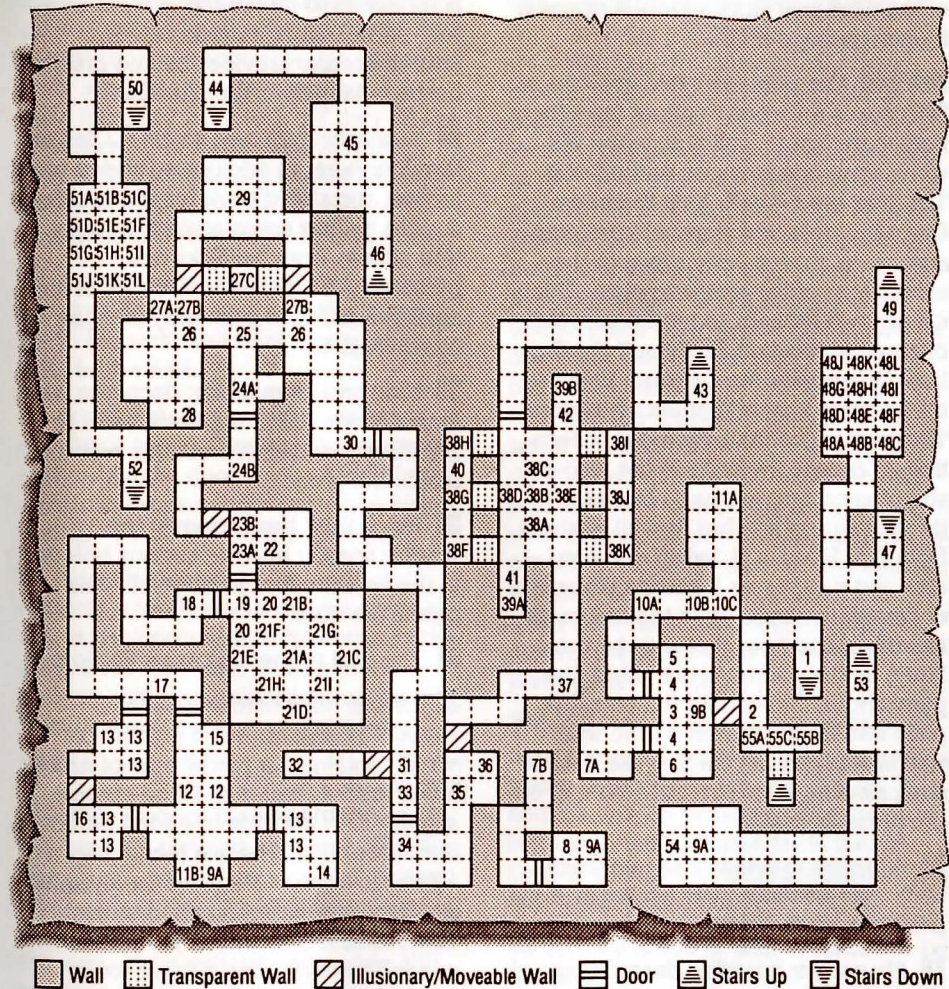 50 44
45
51A 51B 51C 29
51D 51E 51F
51G 51H 51I 46
51J 51K 51L 27C
27A 27B 27B 49
26 25 26
48J 48K 48L
24A 39B 43 48G 48H 48I
28 42 48D 48E 48F
30 38H 38I 48A 48B 48C
52 24B 40 38C
38G 38D 38B 38E 38J 11A
23B 38A 47
23A 22 38F 38K
41
18 19 20 21B 39A 10A 10B 10C
20 21F 21G
21E 21A 21C 5 1
17 21H 21I 37 4 53
21D 3 9B 2
13 13 15 4 55A 55C 55B
13 32 31 36 7B 7A 6
12 12 33 35
16 13 13
13 13 34 8 9A 54 9A
11B 9A 14
Wall Transparent Wall Illusionary/Moveable Wall Door Stairs Up Stairs Down